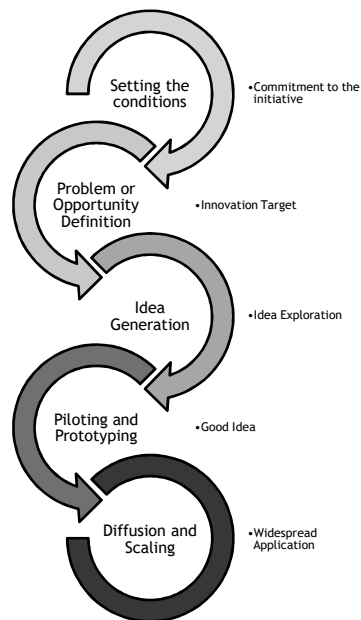 Setting the
conditions
•Commitment to the
initiative
Problem or
Opportunity
Definition
•Innovation Target
Idea
Generation
•Idea Exploration
Piloting and
Prototyping
•Good Idea
Diffusion and
Scaling
•Widespread
Application